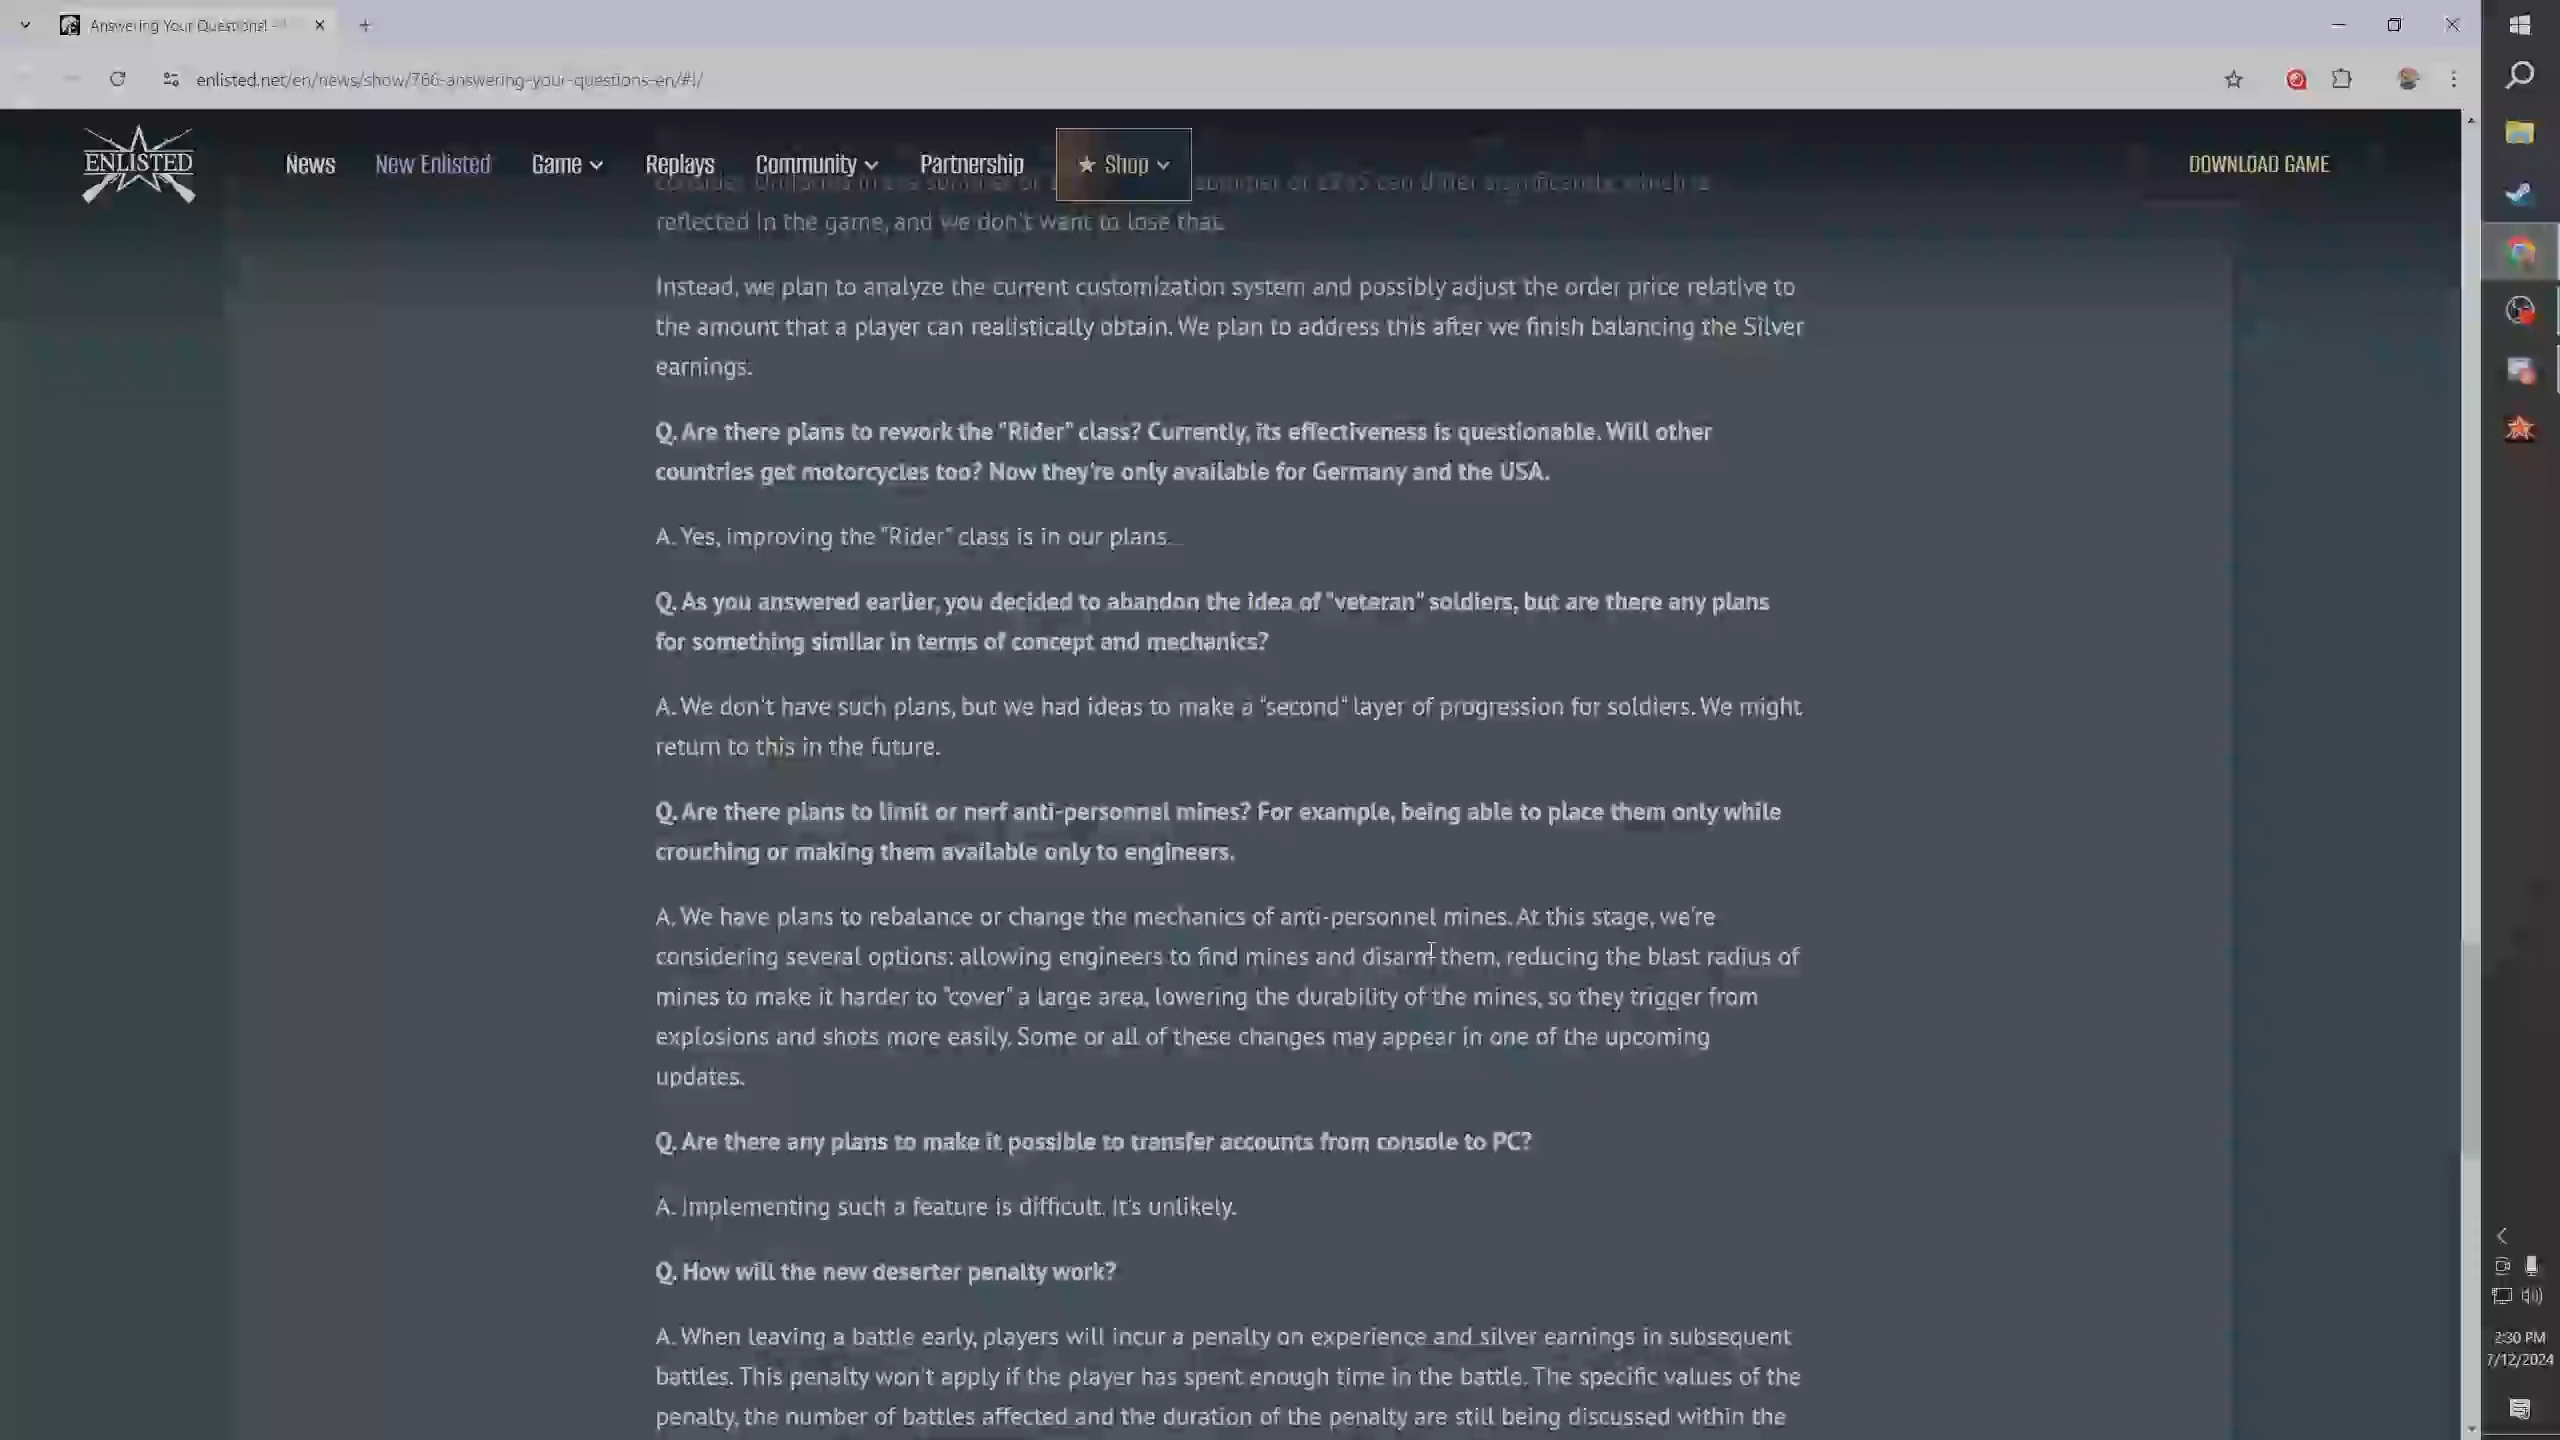 Answering Your Questions! -
enlisted.net/en/news/show/766-answering-your-questions-en/#!/
ENLISTED
News
New Enlisted
Game
Replays
Community
Partnership
★ Shop
DOWNLOAD GAME
can differ significantly, which is
reflected in the game, and we don't want to lose that.
Instead, we plan to analyze the current customization system and possibly adjust the order price relative to
the amount that a player can realistically obtain. We plan to address this after we finish balancing the Silver
earnings.
Q. Are there plans to rework the "Rider" class? Currently, its effectiveness is questionable. Will other
countries get motorcycles too? Now they're only available for Germany and the USA.
A. Yes, improving the "Rider" class is in our plans.
Q. As you answered earlier, you decided to abandon the idea of "veteran" soldiers, but are there any plans
for something similar in terms of concept and mechanics?
A. We don't have such plans, but we had ideas to make a "second" layer of progression for soldiers. We might
return to this in the future.
Q. Are there plans to limit or nerf anti-personnel mines? For example, being able to place them only while
crouching or making them available only to engineers.
A. We have plans to rebalance or change the mechanics of anti-personnel mines. At this stage, we're
considering several options: allowing engineers to find mines and disarm them, reducing the blast radius of
mines to make it harder to "cover" a large area, lowering the durability of the mines, so they trigger from
explosions and shots more easily. Some or all of these changes may appear in one of the upcoming
updates.
Q. Are there any plans to make it possible to transfer accounts from console to PC?
A. Implementing such a feature is difficult. It's unlikely.
Q. How will the new deserter penalty work?
A. When leaving a battle early, players will incur a penalty on experience and silver earnings in subsequent
battles. This penalty won't apply if the player has spent enough time in the battle. The specific values of the
penalty, the number of battles affected and the duration of the penalty are still being discussed within the
2:30 PM
7/12/2024